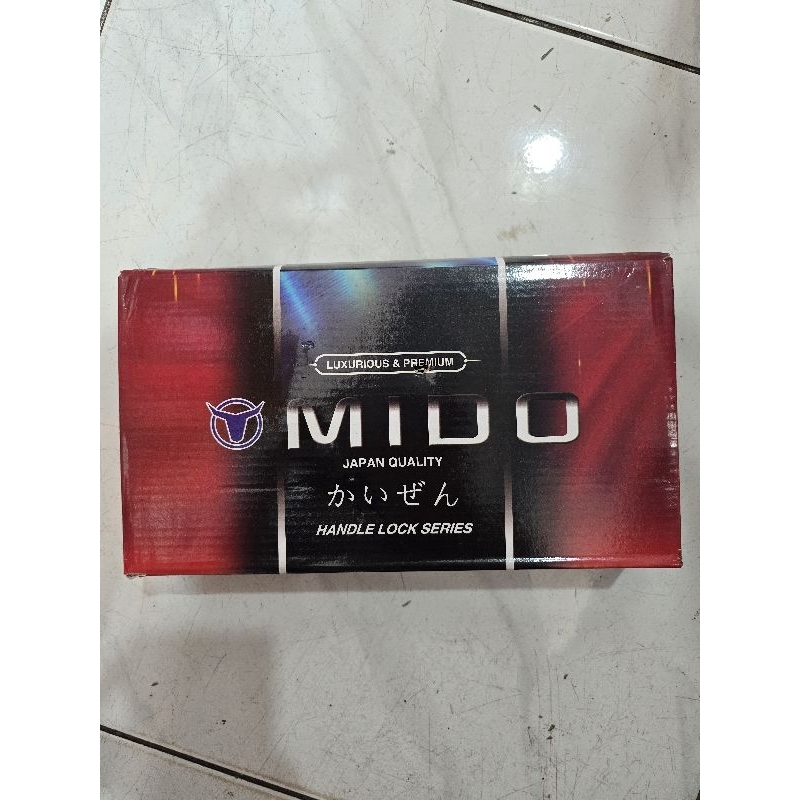 LUXURIOUS & PREMIUM
MIDO
JAPAN QUALITY
かいぜん
HANDLE LOCK SERIES